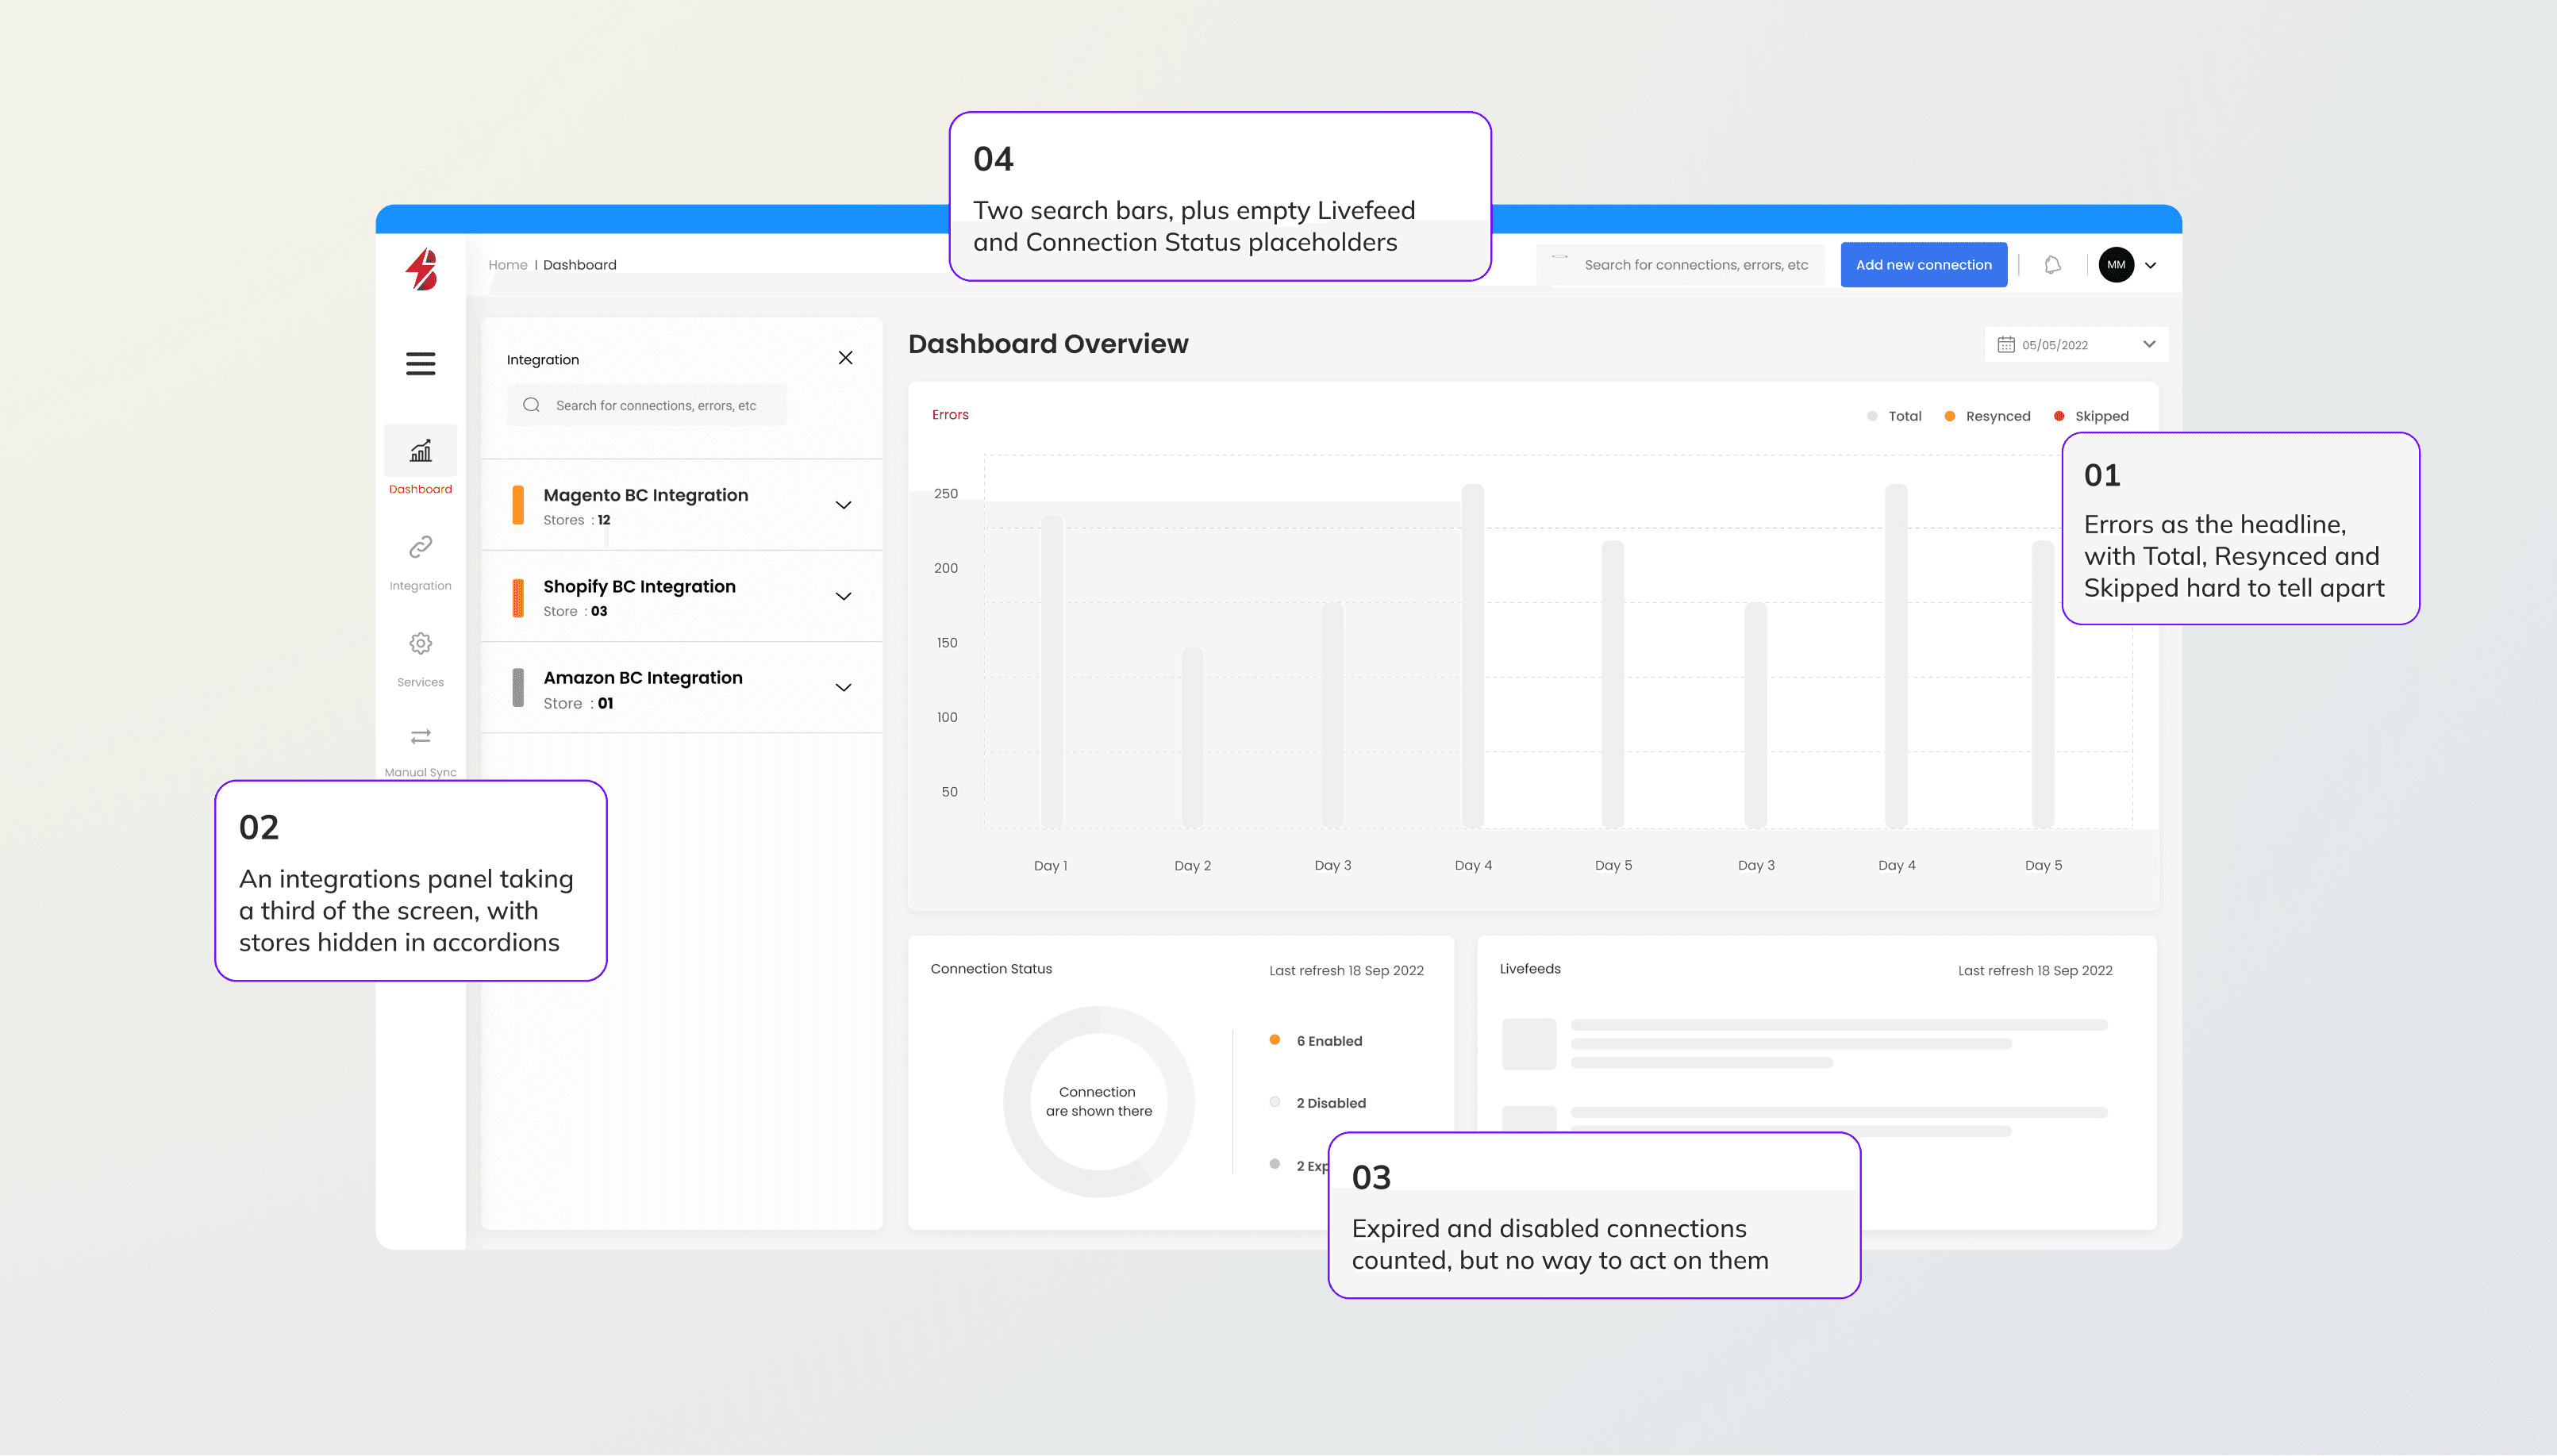 04
Two search bars, plus empty Livefeed
and Connection Status placeholders
Home | Dashboard
Search for connections, errors, etc
Add new connection
MM
Integration
Search for connections, errors, etc
Dashboard
Integration
Services
Manual Sync
Magento BC Integration
Stores : 12
Shopify BC Integration
Store : 03
Amazon BC Integration
Store : 01
Dashboard Overview
05/05/2022
Errors
Total
Resynced
Skipped
250
200
150
100
50
Day 1
Day 2
Day 3
Day 4
Day 5
Day 3
Day 4
Day 5
01
Errors as the headline,
with Total, Resynced and
Skipped hard to tell apart
02
An integrations panel taking
a third of the screen, with
stores hidden in accordions
Connection Status
Last refresh 18 Sep 2022
Connection
are shown there
6 Enabled
2 Disabled
2 Exp
Livefeeds
Last refresh 18 Sep 2022
03
Expired and disabled connections
counted, but no way to act on them